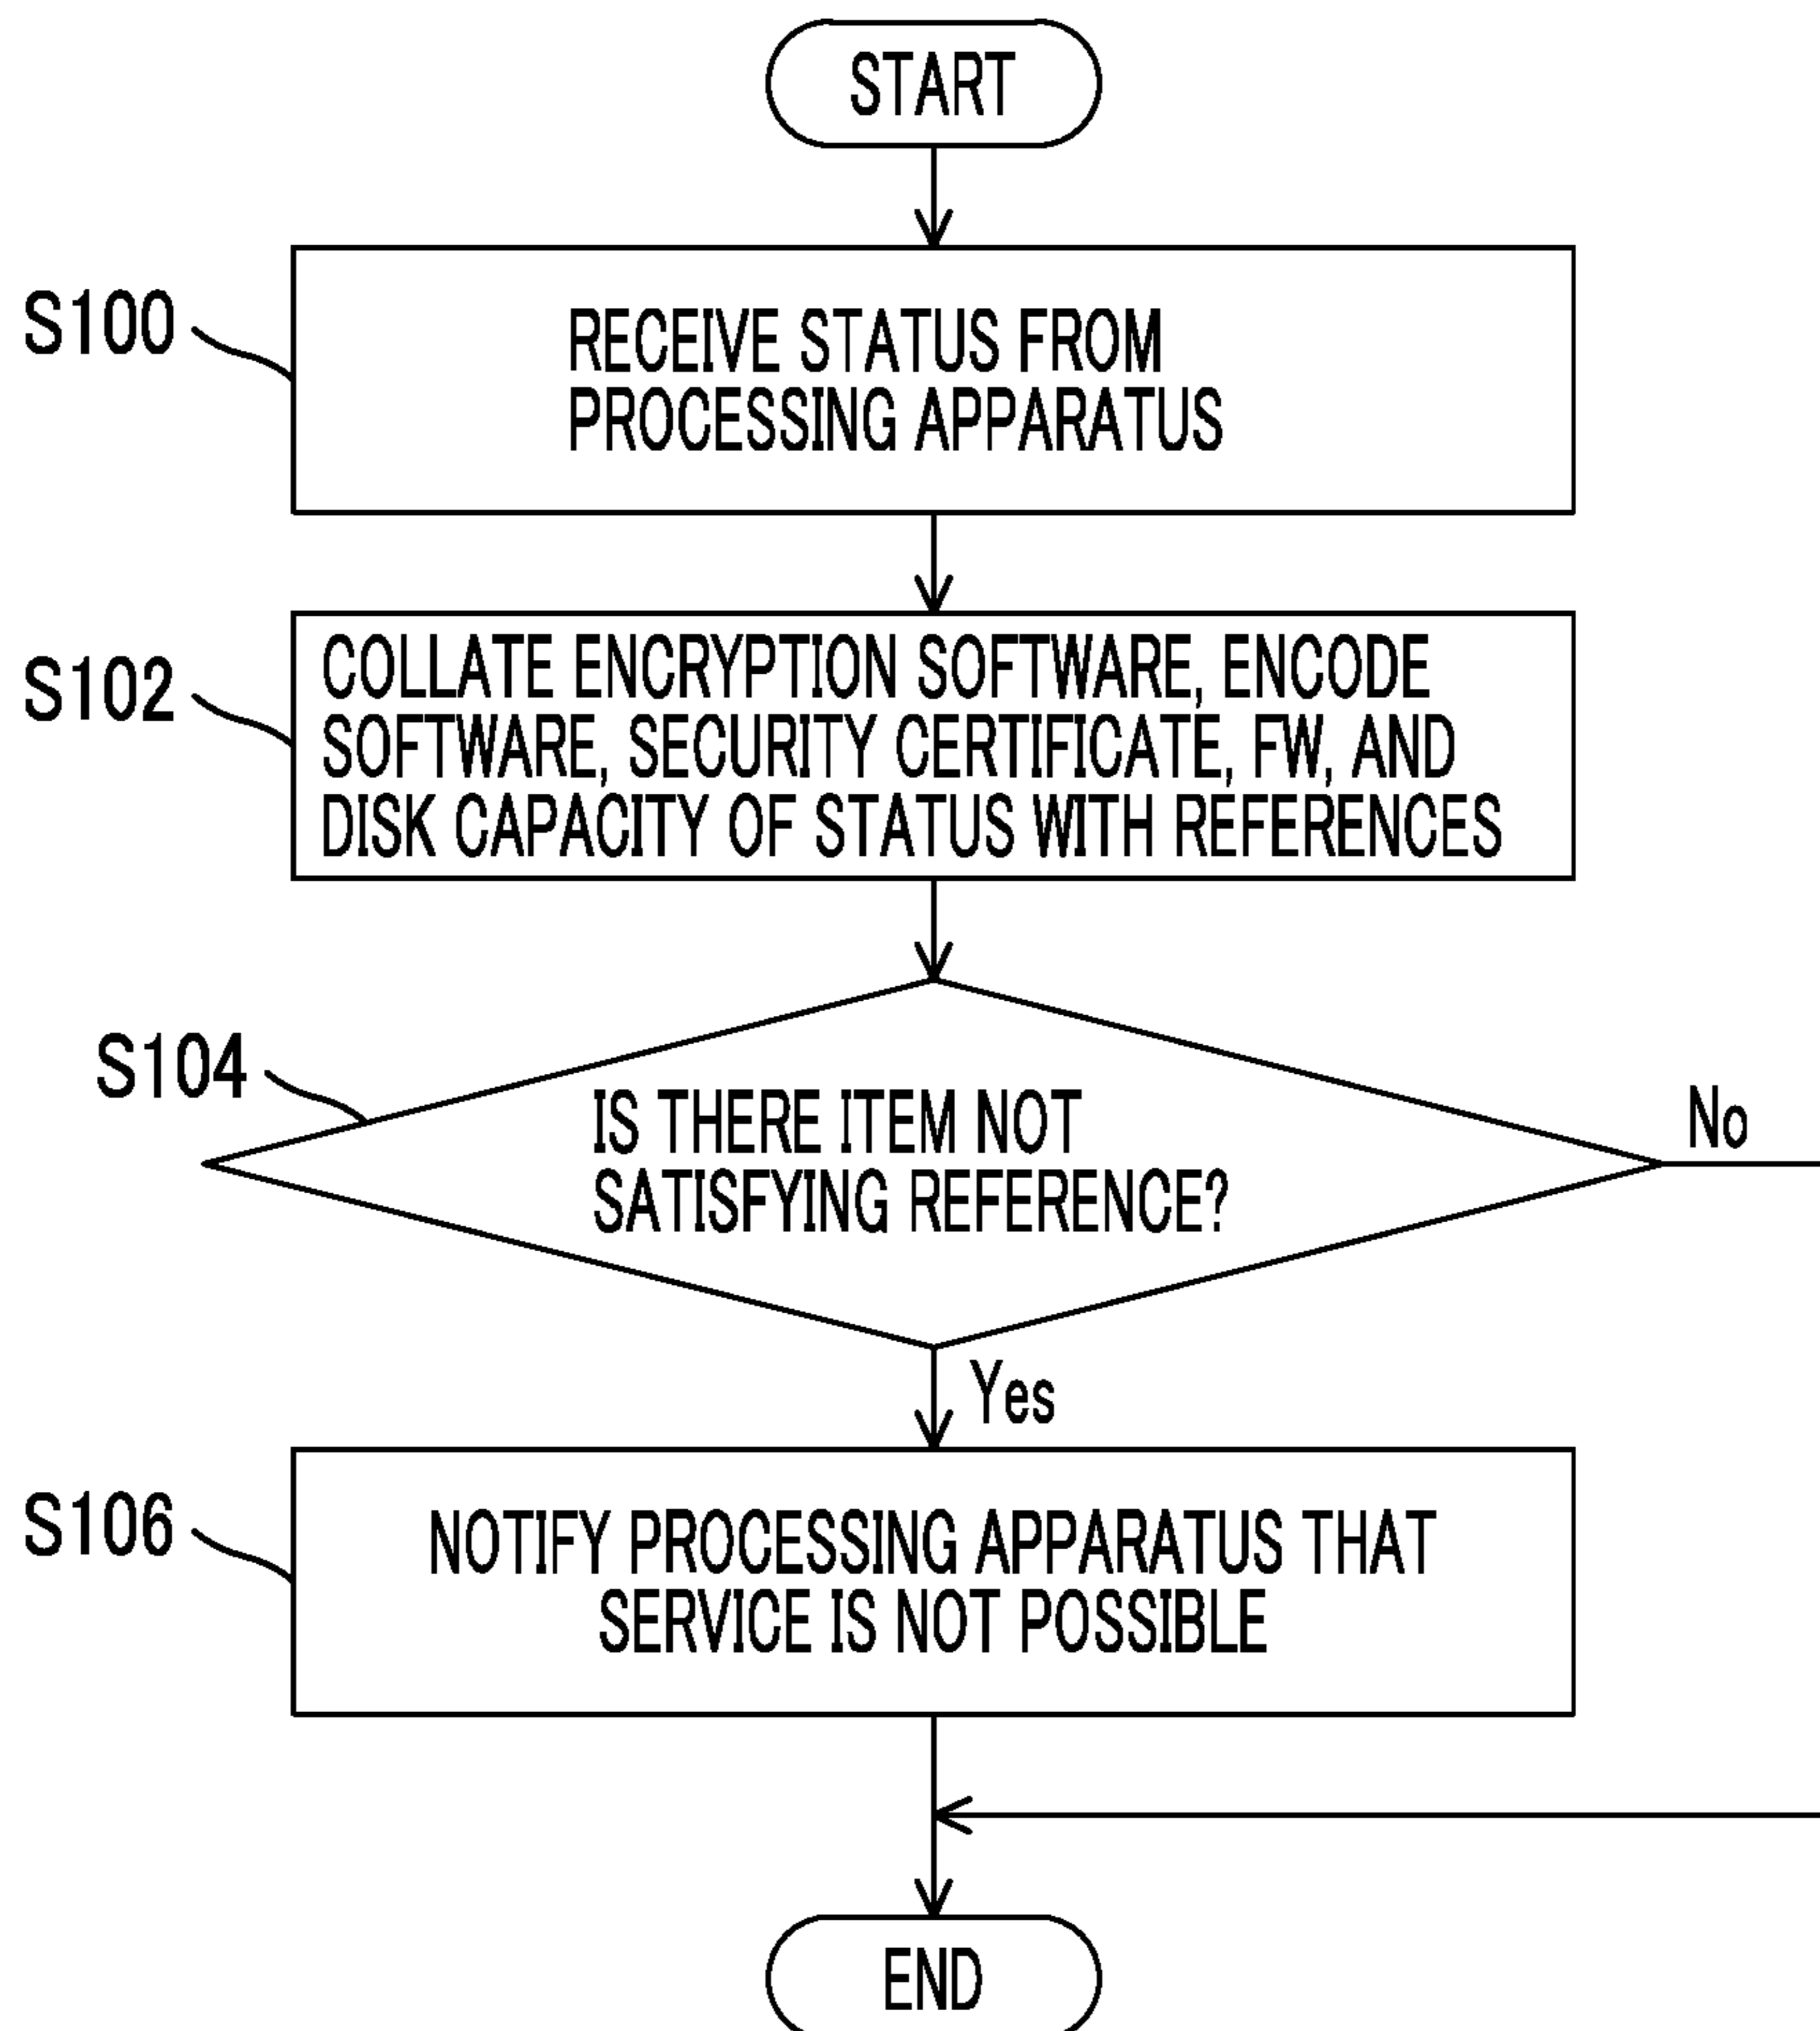 START
S100
RECEIVE STATUS FROM
PROCESSING APPARATUS
S102
COLLATE ENCRYPTION SOFTWARE, ENCODE
SOFTWARE, SECURITY CERTIFICATE, FW, AND
DISK CAPACITY OF STATUS WITH REFERENCES
S104
IS THERE ITEM NOT
SATISFYING REFERENCE?
No
Yes
S106
NOTIFY PROCESSING APPARATUS THAT
SERVICE IS NOT POSSIBLE
END